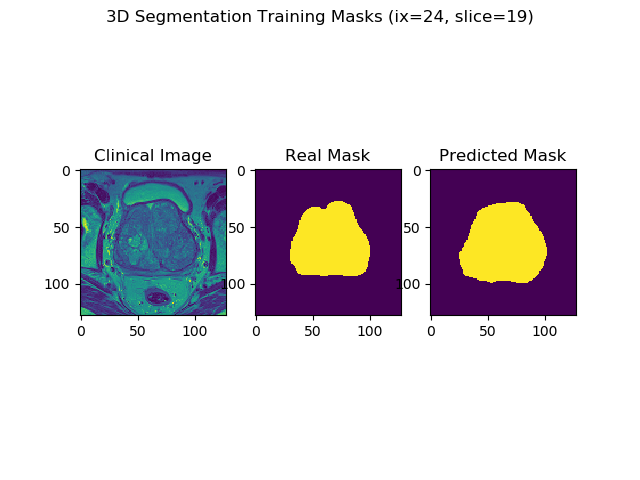 3D Segmentation Training Masks (ix=24, slice=19)
Clinical Image Real Mask Predicted Mask
0 0 0
50 50 50
100 100 100
0 50 100 0 50 100 0 50 100